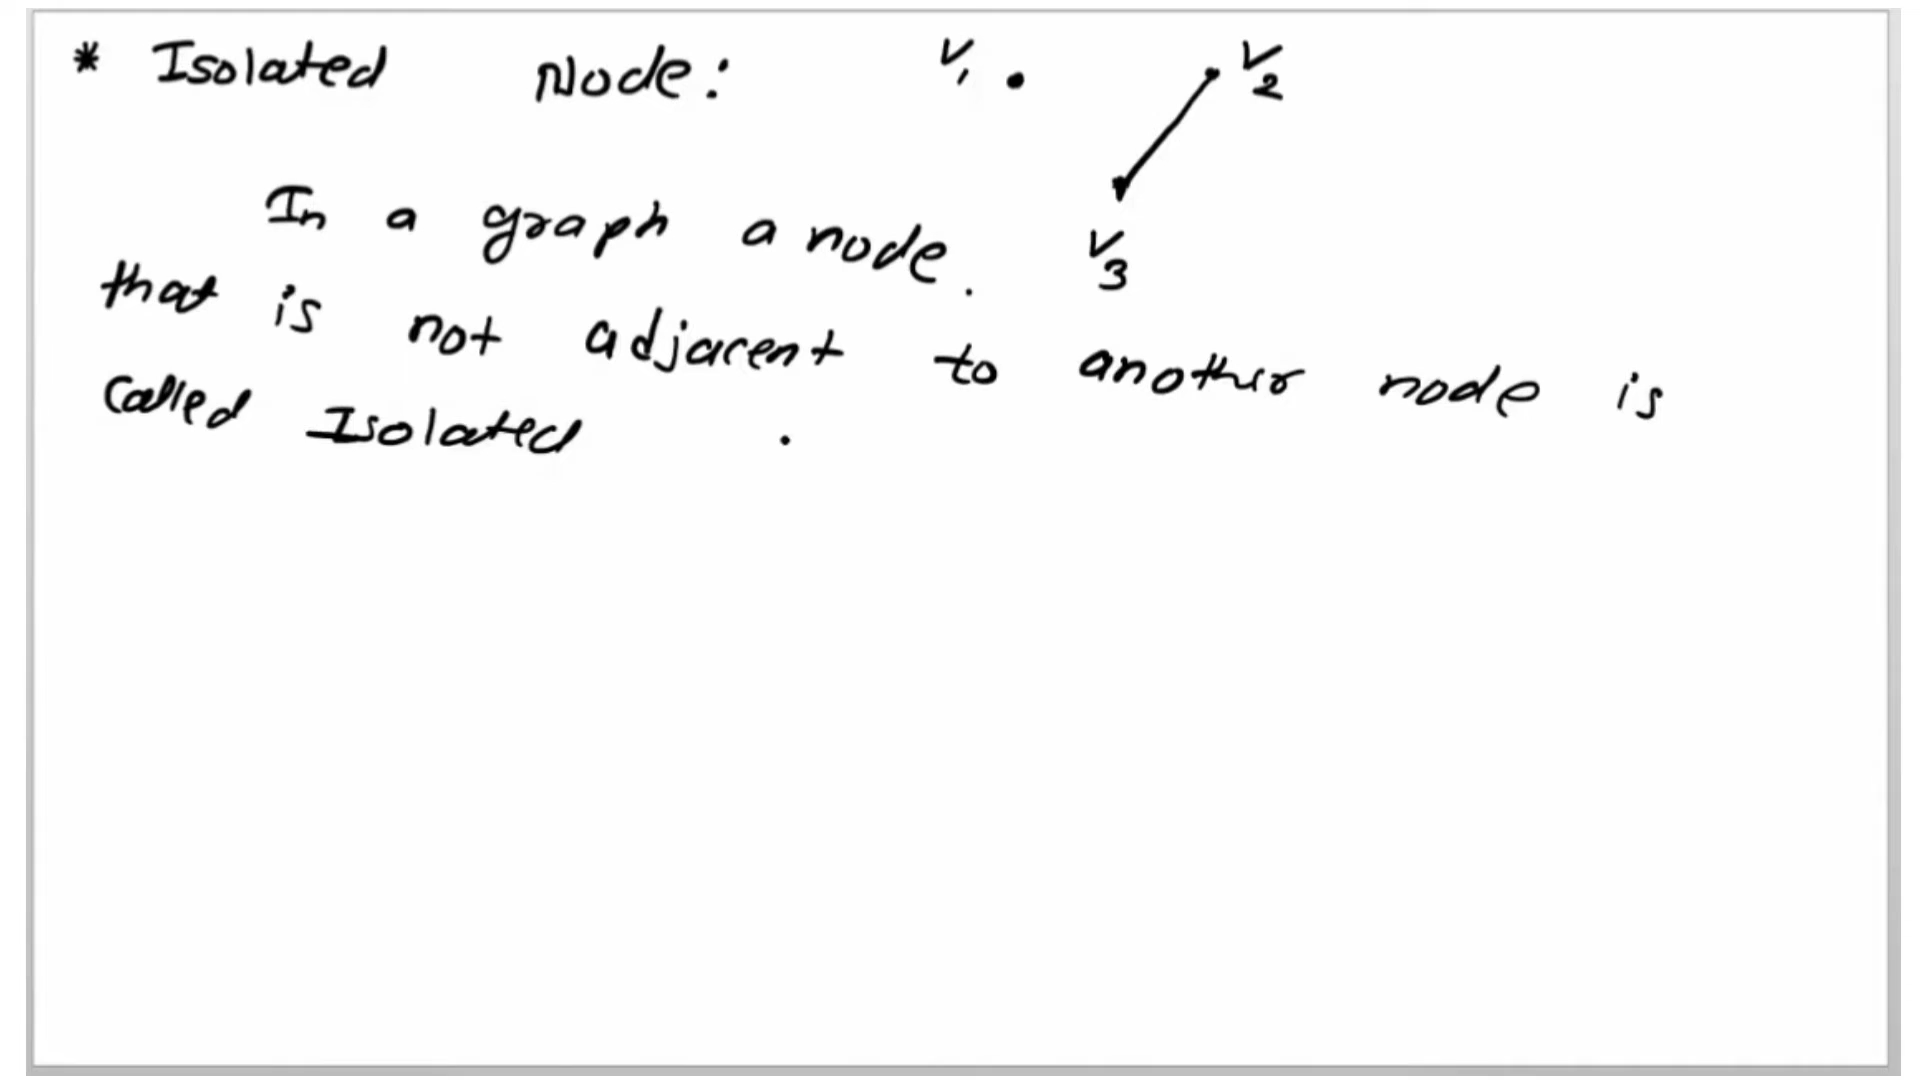 * Isolated Node: V1 . V2
In a graph a node. V3
that is not adjacent to another node is
called Isolated .